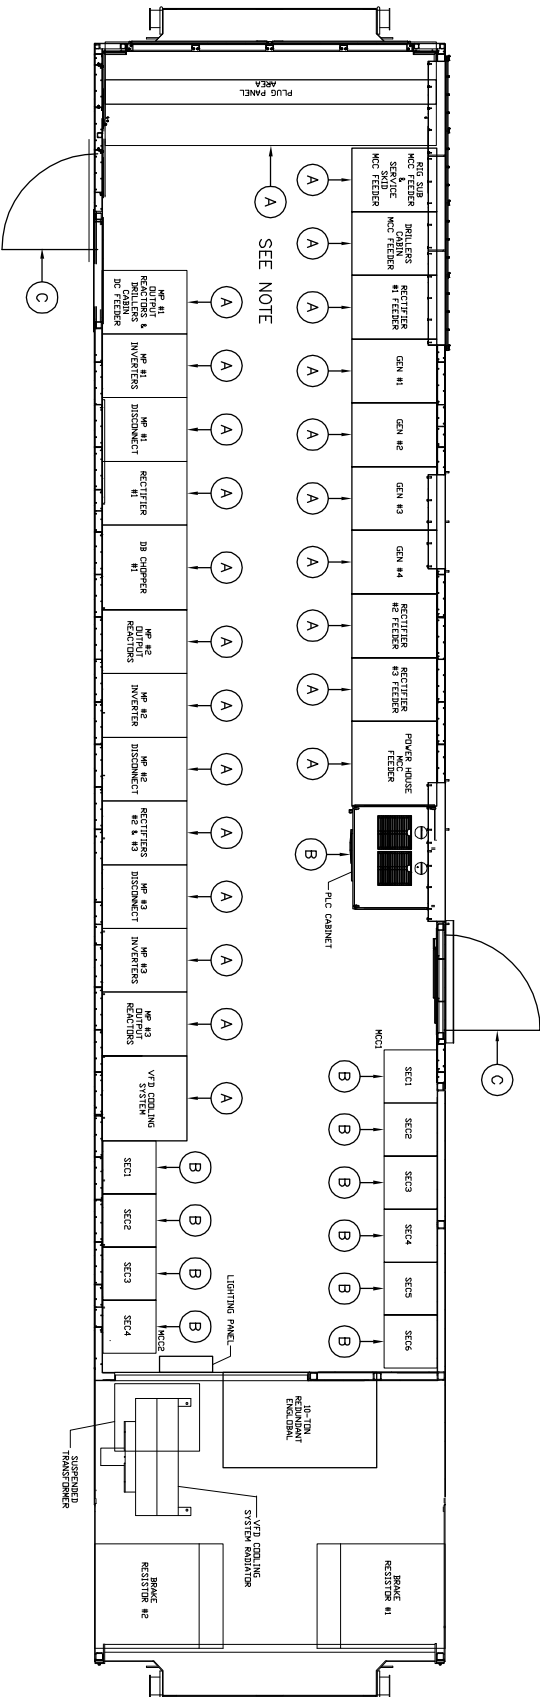 PLUG PANEL
AREA
A
SEE NOTE
RIG SUB
MCC FEEDER
&
SERVICE
SKID
MCC FEEDER
A
DRILLERS
CABIN
MCC FEEDER
A
RECTIFIER
#1 FEEDER
A
GEN #1
A
GEN #2
A
GEN #3
A
GEN #4
A
RECTIFIER
#2 FEEDER
A
RECTIFIER
#3 FEEDER
A
POWER HOUSE
MCC
FEEDER
A
B
PLC CABINET
C
C
MP #1
OUTPUT
REACTORS &
DRILLERS
CABIN
DC FEEDER
A
MP #1
INVERTERS
A
MP #1
DISCONNECT
A
RECTIFIER
#1
A
DB CHOPPER
#1
A
MP #2
OUTPUT
REACTORS
A
MP #2
INVERTER
A
MP #2
DISCONNECT
A
RECTIFIERS
#2 & #3
A
MP #3
DISCONNECT
A
MP #3
INVERTERS
A
MP #3
OUTPUT
REACTORS
A
VFD COOLING
SYSTEM
A
MCC1
SEC1
B
SEC2
B
SEC3
B
SEC4
B
SEC5
B
SEC6
B
SEC1
B
SEC2
B
SEC3
B
SEC4
B
MCC2
LIGHTING PANEL
10-TON
REDUNDANT
ENGLOBAL
SUSPENDED
TRANSFORMER
VFD COOLING
SYSTEM RADIATOR
BRAKE
RESISTOR #1
BRAKE
RESISTOR #2